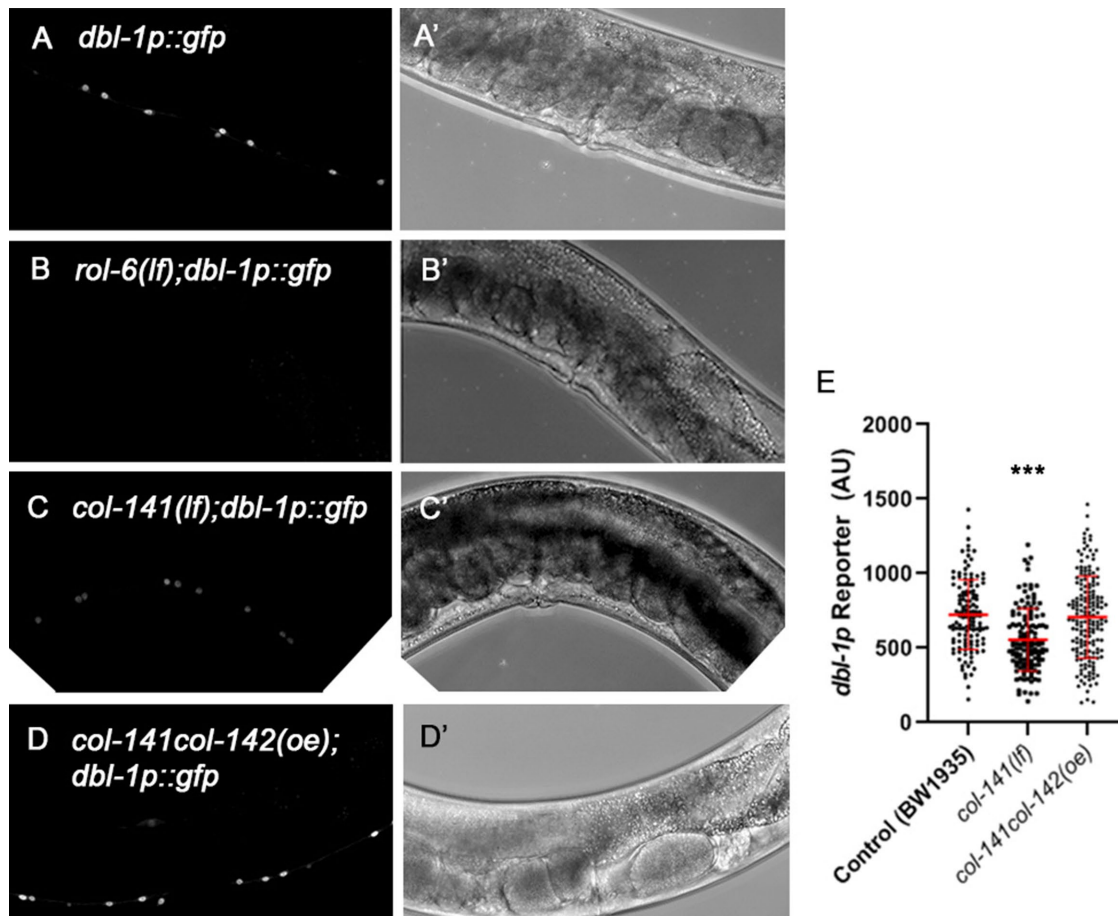 A dbl-1p::gfp
A'
B rol-6(lf);dbl-1p::gfp
B'
C col-141(lf);dbl-1p::gfp
C'
D col-141col-142(oe);
dbl-1p::gfp
D'
E
dbl-1p Reporter (AU)
2000
1500
1000
500
0
***
Control (BW1935)
col-141(lf)
col-141col-142(oe)